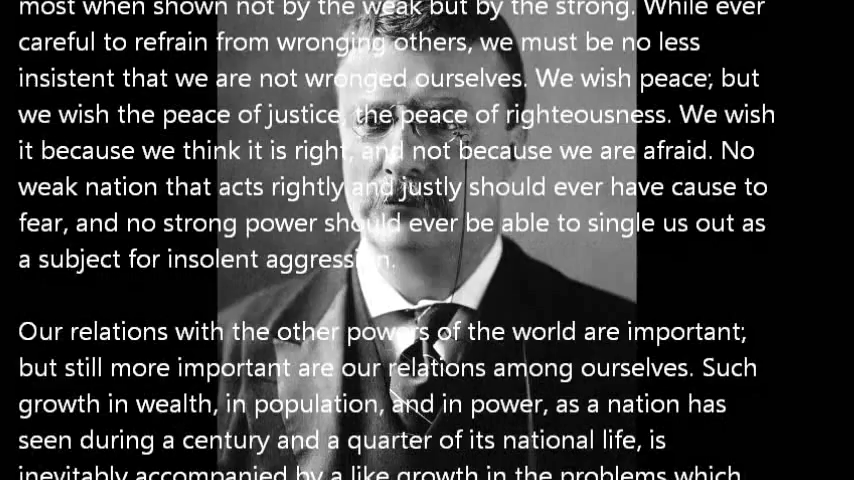 most when shown not by the weak but by the strong. While ever
careful to refrain from wronging others, we must be no less
insistent that we are not wronged ourselves. We wish peace; but
we wish the peace of justice, the peace of righteousness. We wish
it because we think it is right, and not because we are afraid. No
weak nation that acts rightly and justly should ever have cause to
fear, and no strong power should ever be able to single us out as
a subject for insolent aggression.
Our relations with the other powers of the world are important;
but still more important are our relations among ourselves. Such
growth in wealth, in population, and in power, as a nation has
seen during a century and a quarter of its national life, is
inevitably accompanied by a like growth in the problems which